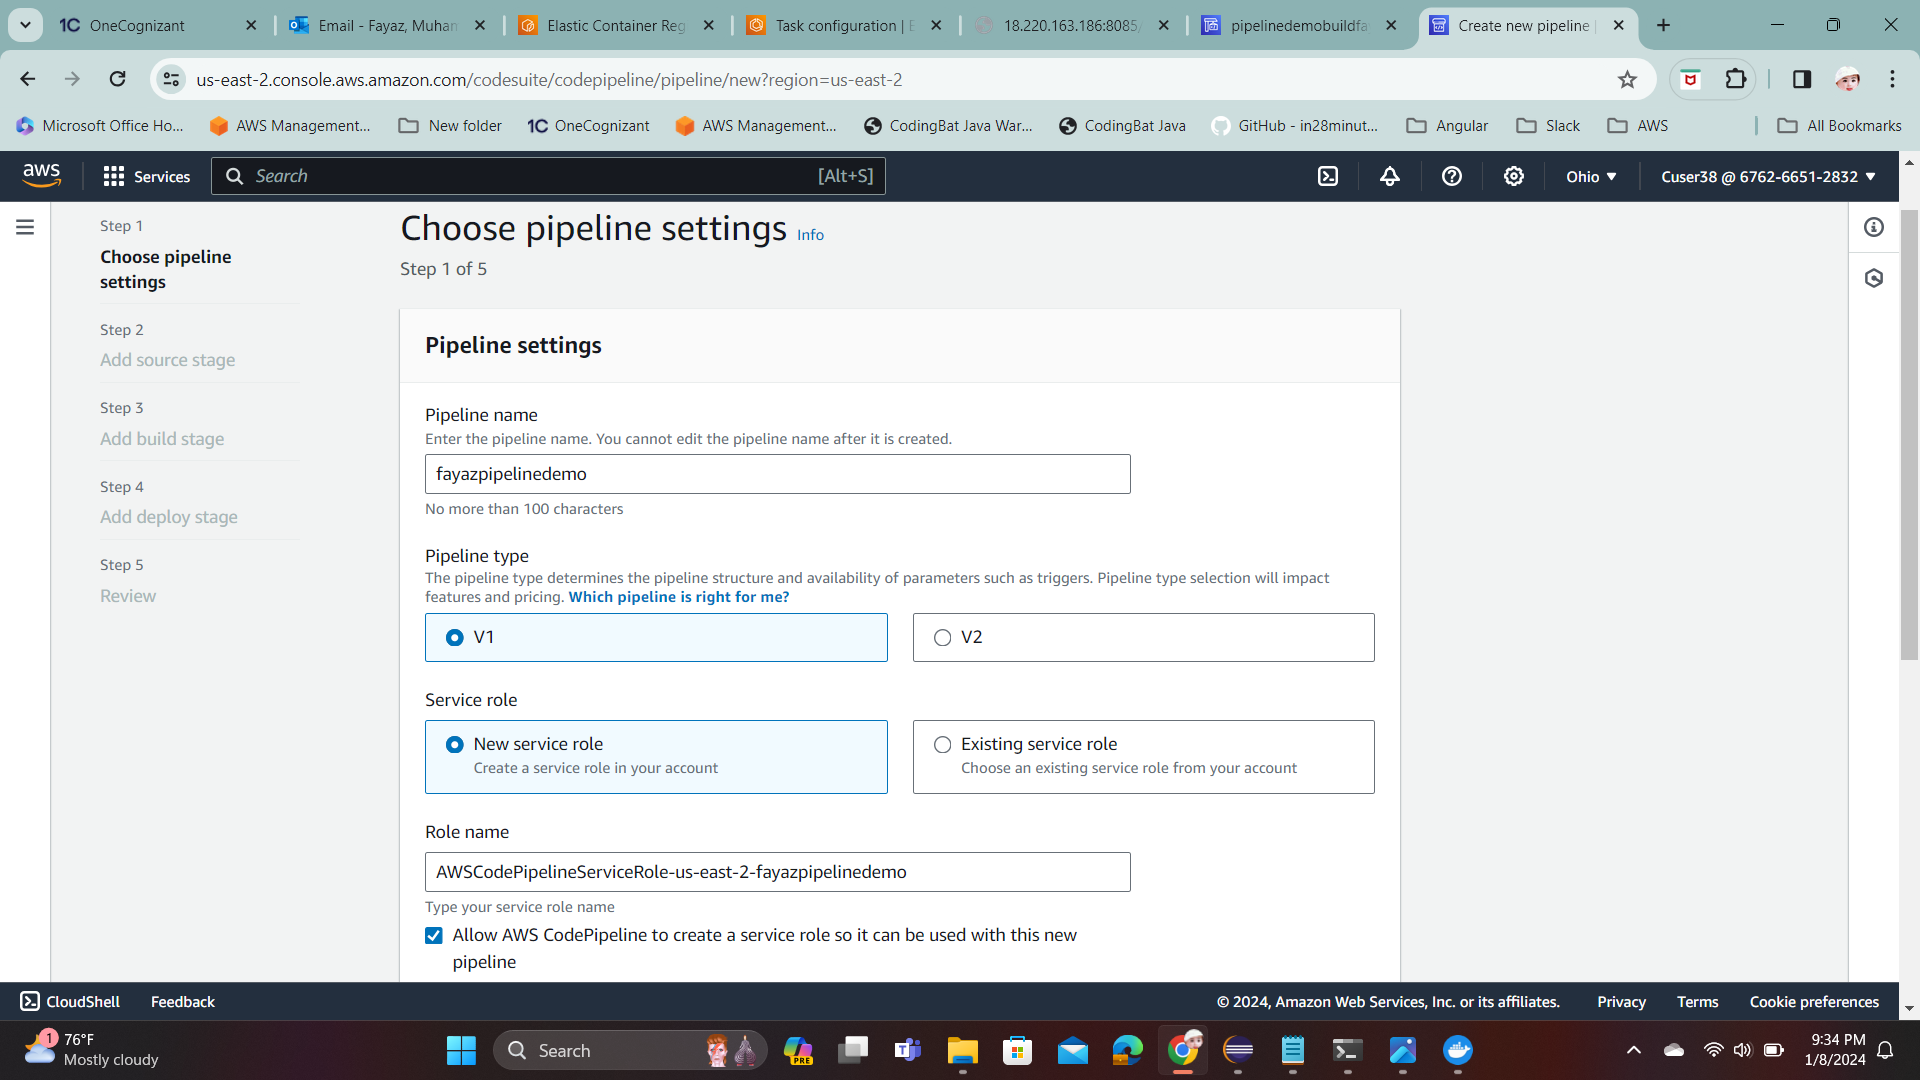 OneCognizant
Email - Fayaz, Muhan
Elastic Container Reg
Task configuration | E
18.220.163.186:8085/
pipelinedemobuildfa
Create new pipeline |
us-east-2.console.aws.amazon.com/codesuite/codepipeline/pipeline/new?region=us-east-2
Microsoft Office Ho...
AWS Management...
New folder
1C OneCognizant
AWS Management...
CodingBat Java War...
CodingBat Java
GitHub - in28minut...
Angular
Slack
AWS
All Bookmarks
aws
Services
Search
[Alt+S]
Ohio
Cuser38 @ 6762-6651-2832
Step 1
Choose pipeline
settings
Step 2
Add source stage
Step 3
Add build stage
Step 4
Add deploy stage
Step 5
Review
Choose pipeline settings Info
Step 1 of 5
Pipeline settings
Pipeline name
Enter the pipeline name. You cannot edit the pipeline name after it is created.
fayazpipelinedemo
No more than 100 characters
Pipeline type
The pipeline type determines the pipeline structure and availability of parameters such as triggers. Pipeline type selection will impact
features and pricing. Which pipeline is right for me?
V1
V2
Service role
New service role
Create a service role in your account
Existing service role
Choose an existing service role from your account
Role name
AWSCodePipelineServiceRole-us-east-2-fayazpipelinedemo
Type your service role name
Allow AWS CodePipeline to create a service role so it can be used with this new
pipeline
CloudShell
Feedback
© 2024, Amazon Web Services, Inc. or its affiliates.
Privacy
Terms
Cookie preferences
1
76°F
Mostly cloudy
Search
PRE
9:34 PM
1/8/2024